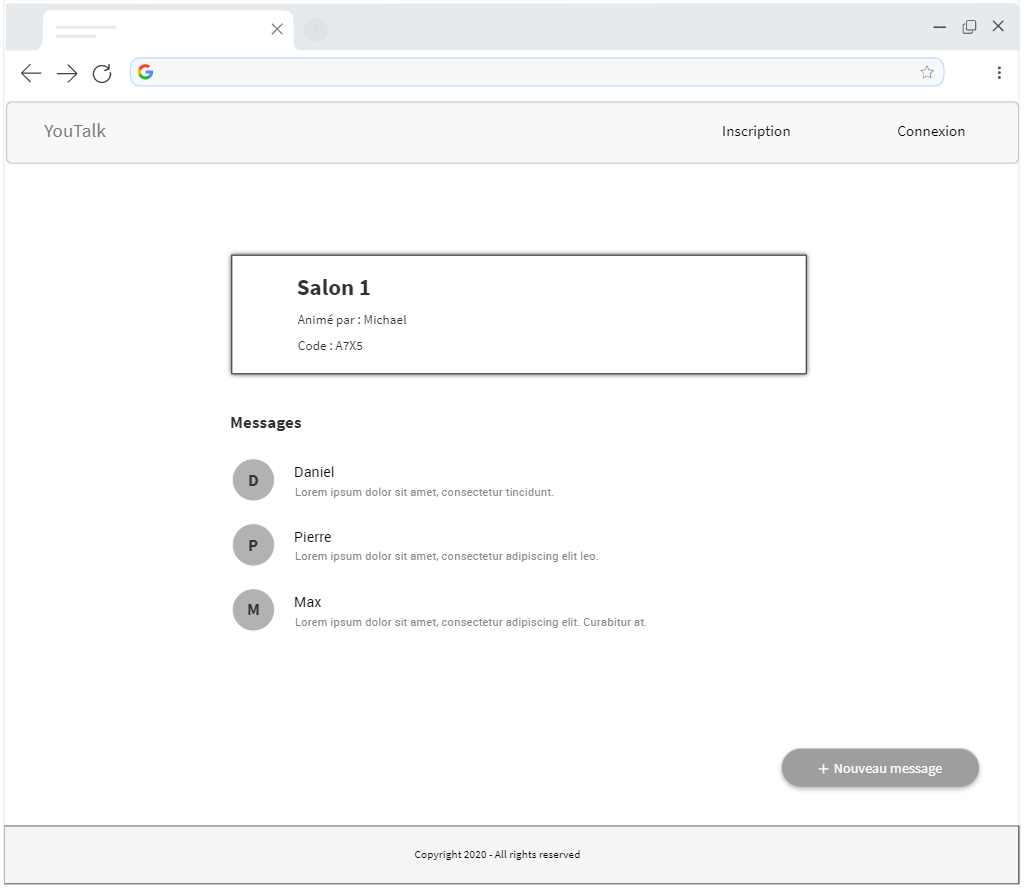 YouTalk
Inscription
Connexion
Salon 1
Animé par : Michael
Code : A7X5
Messages
D
Daniel
Lorem ipsum dolor sit amet, consectetur tincidunt.
P
Pierre
Lorem ipsum dolor sit amet, consectetur adipiscing elit leo.
M
Max
Lorem ipsum dolor sit amet, consectetur adipiscing elit. Curabitur at.
+ Nouveau message
Copyright 2020 - All rights reserved